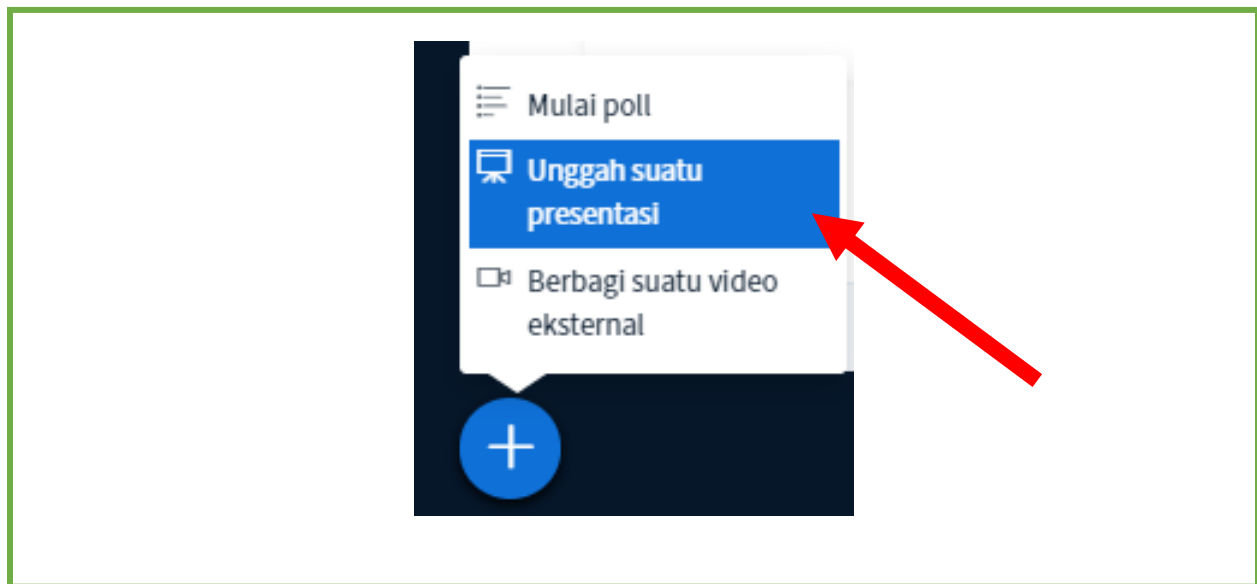 Mulai poll
Unggah suatu
presentasi
Berbagi suatu video
eksternal